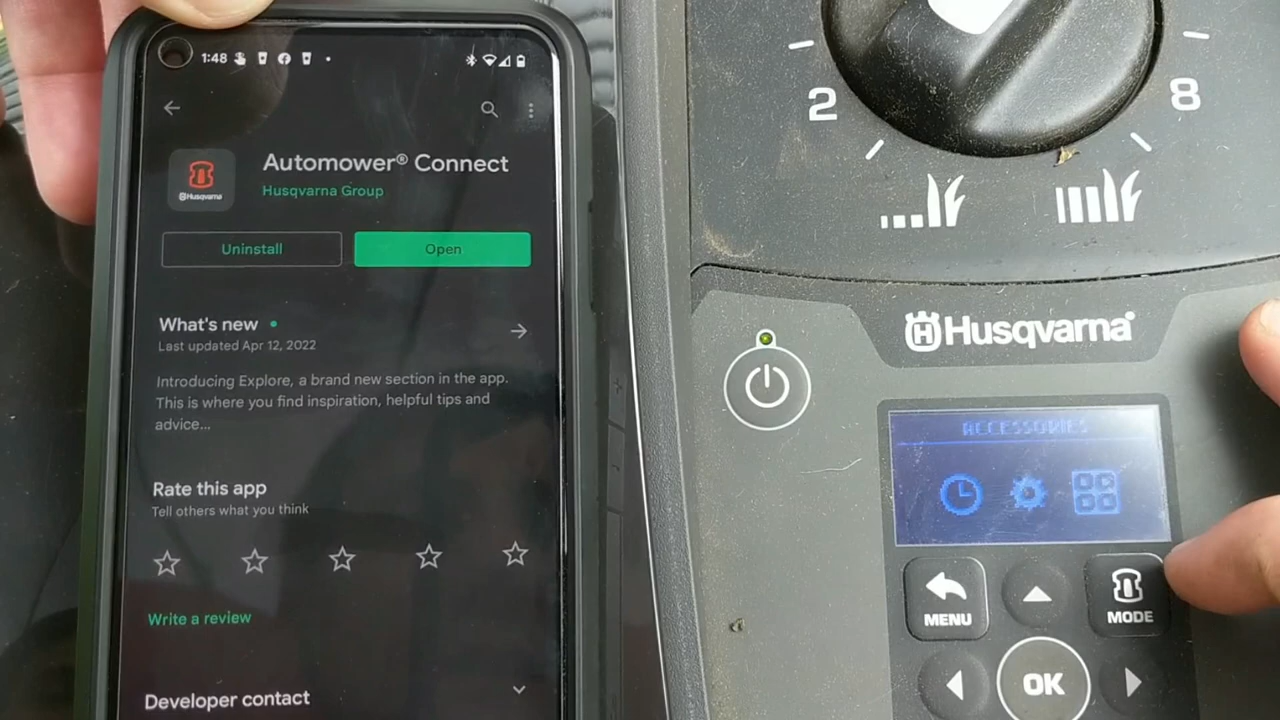 1:48
Automower® Connect
Husqvarna Group
Husqvarna
Uninstall
Open
What's new
Last updated Apr 12, 2022
Introducing Explore, a brand new section in the app.
This is where you find inspiration, helpful tips and
advice...
Rate this app
Tell others what you think
Write a review
Developer contact
2
8
Husqvarna
ACCESSORIES
MENU
MODE
OK